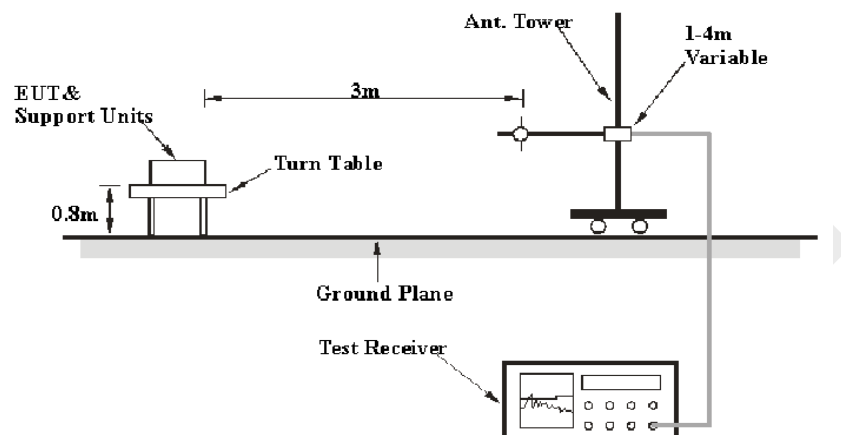 Ant. Tower
1-4m
Variable
3m
EUT&
Support Units
Turn Table
0.8m
Ground Plane
Test Receiver